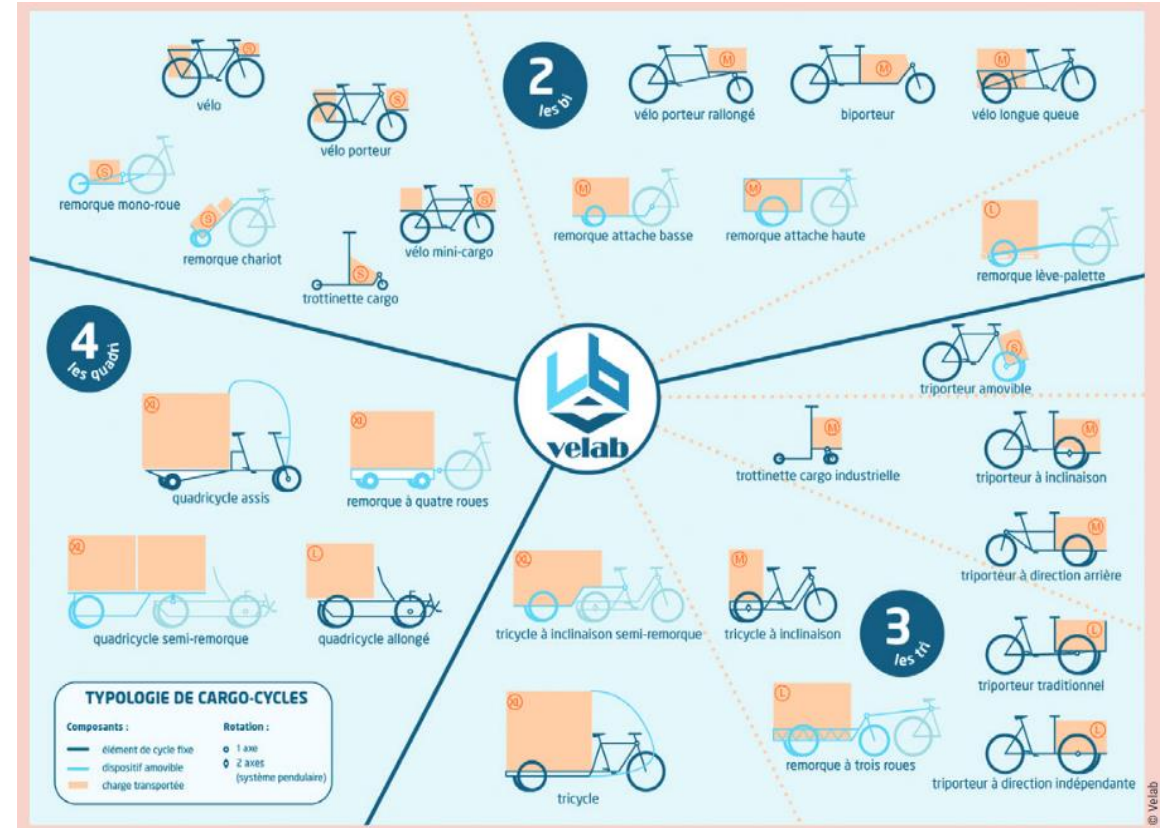 S
S
vélo
S
vélo porteur
S
remorque mono-roue
S
remorque chariot
S
vélo mini-cargo
S
trottinette cargo
2
les bi
M
vélo porteur rallongé
M
biporteur
M
vélo longue queue
M
remorque attache basse
M
remorque attache haute
L
remorque lève-palette
4
les quadri
XL
quadricycle assis
XL
remorque à quatre roues
XL
quadricycle semi-remorque
L
quadricycle allongé
velab
S
triporteur amovible
M
trottinette cargo industrielle
M
triporteur à inclinaison
M
triporteur à direction arrière
XL
tricycle à inclinaison semi-remorque
M
tricycle à inclinaison
3
les tri
L
triporteur traditionnel
XL
tricycle
L
remorque à trois roues
L
triporteur à direction indépendante
TYPOLOGIE DE CARGO-CYCLES
Composants :
élément de cycle fixe
dispositif amovible
charge transportée
Rotation :
1 axe
2 axes
(système pendulaire)
© Velab